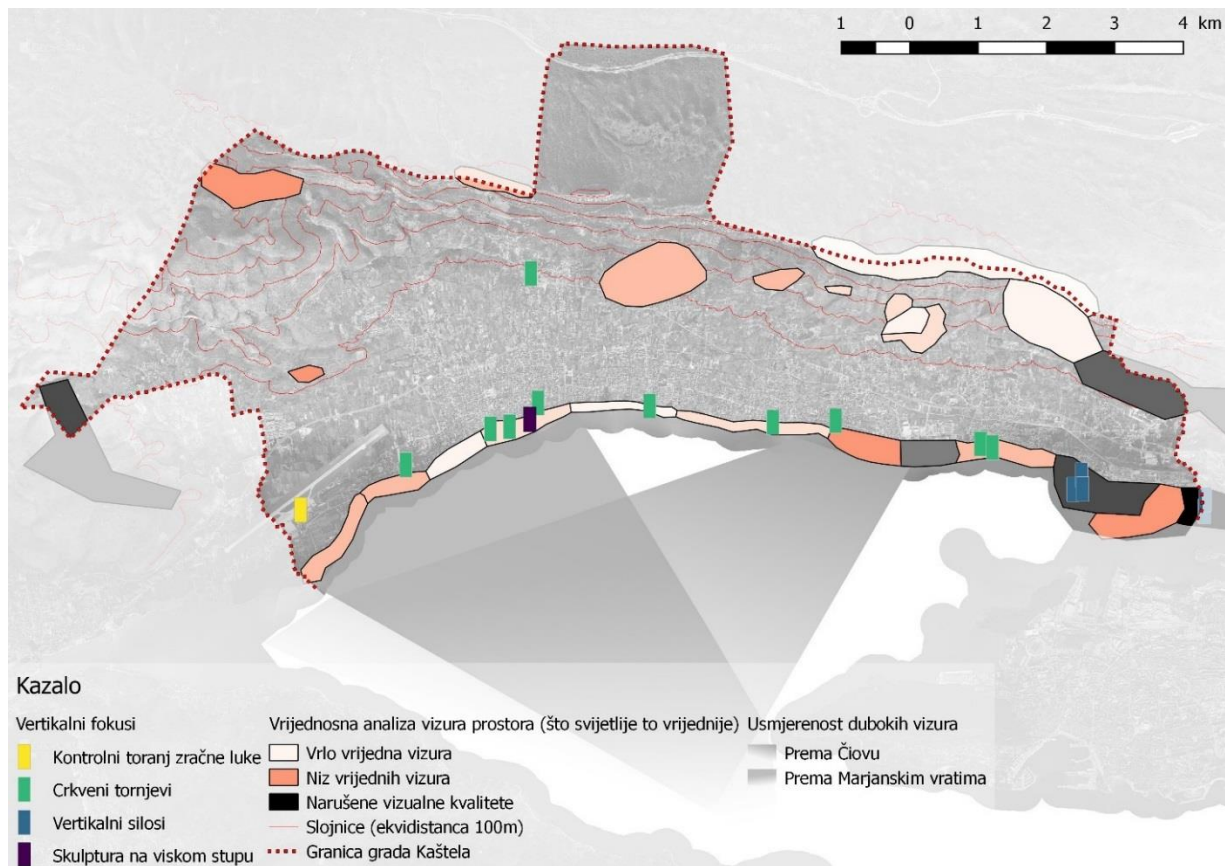 1 0 1 2 3 4 km
Kazalo
Vertikalni fokusi
Kontrolni toranj zračne luke
Crkveni tornjevi
Vertikalni silosi
Skulptura na viskom stupu
Vrijednosna analiza vizura prostora (što svijetlije to vrijednije)
Vrlo vrijedna vizura
Niz vrijednih vizura
Narušene vizualne kvalitete
Slojnice (ekvidistanca 100m)
Granica grada Kaštela
Usmjerenost dubokih vizura
Prema Čiovu
Prema Marjanskim vratima